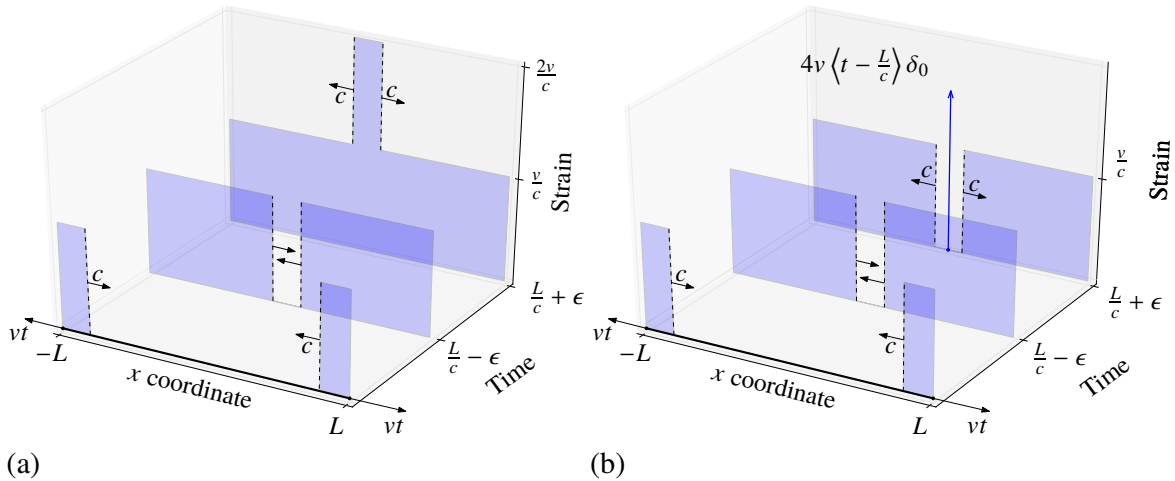 2v/c
c
c
v/c
Strain
c
L/c + ϵ
vt
−L
c
L/c − ϵ
x coordinate
Time
L
vt
(a)
4v ⟨t − L/c⟩ δ₀
v/c
Strain
c
c
c
L/c + ϵ
vt
−L
c
L/c − ϵ
x coordinate
Time
L
vt
(b)